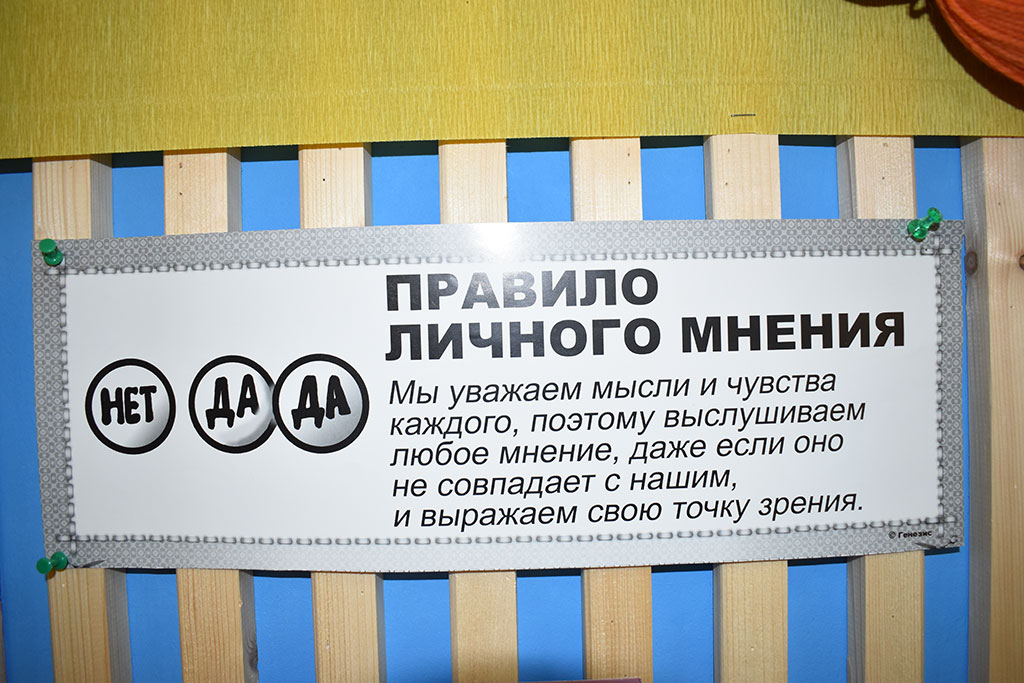 ПРАВИЛО
ЛИЧНОГО МНЕНИЯ
НЕТ ДА ДА
Мы уважаем мысли и чувства
каждого, поэтому выслушиваем
любое мнение, даже если оно
не совпадает с нашим,
и выражаем свою точку зрения.
© Генезис